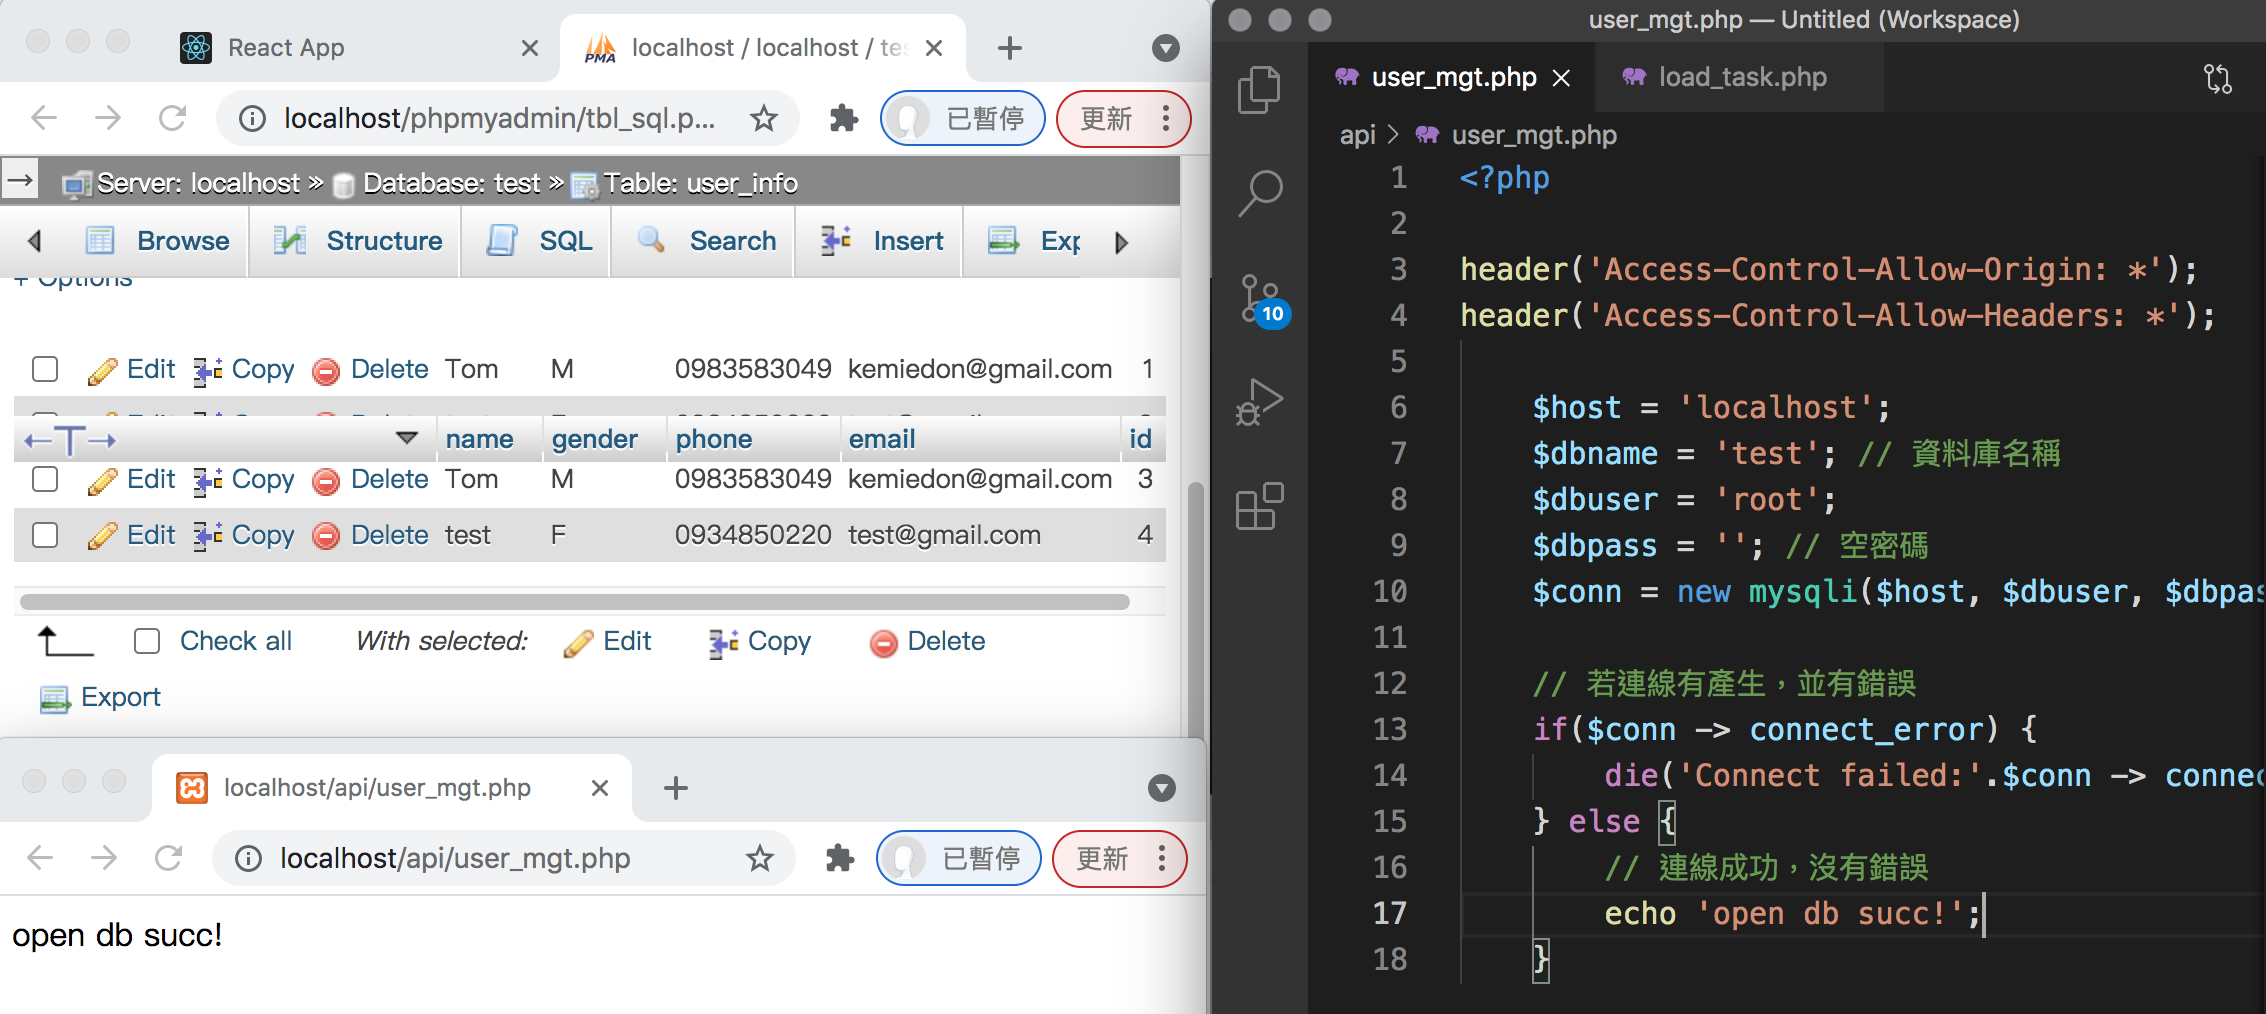 React App
localhost / localhost / tes
localhost/phpmyadmin/tbl_sql.p...
已暫停
更新
Server: localhost » Database: test » Table: user_info
Browse Structure SQL Search Insert Exp
+ Options
Edit Copy Delete Tom M 0983583049 kemiedon@gmail.com 1
name gender phone email id
Edit Copy Delete Tom M 0983583049 kemiedon@gmail.com 3
Edit Copy Delete test F 0934850220 test@gmail.com 4
Check all With selected: Edit Copy Delete
Export
localhost/api/user_mgt.php
localhost/api/user_mgt.php
已暫停
更新
open db succ!
user_mgt.php — Untitled (Workspace)
user_mgt.php load_task.php
api > user_mgt.php
10
1 <?php
2
3 header('Access-Control-Allow-Origin: *');
4 header('Access-Control-Allow-Headers: *');
5
6 $host = 'localhost';
7 $dbname = 'test'; // 資料庫名稱
8 $dbuser = 'root';
9 $dbpass = ''; // 空密碼
10 $conn = new mysqli($host, $dbuser, $dbpas
11
12 // 若連線有產生，並有錯誤
13 if($conn -> connect_error) {
14 die('Connect failed:'.$conn -> connec
15 } else {
16 // 連線成功，沒有錯誤
17 echo 'open db succ!';
18 }
PMA